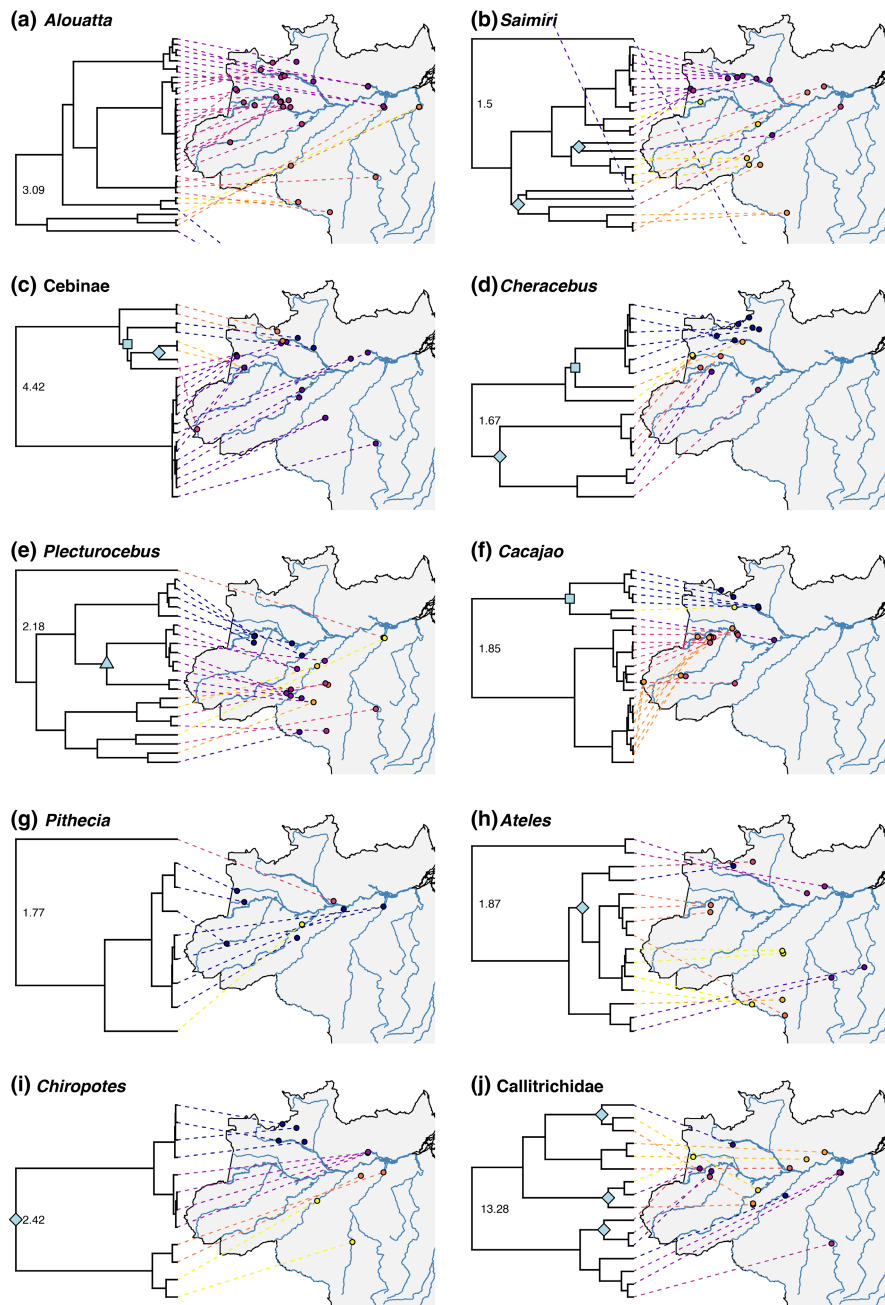 (a) Alouatta
3.09
(b) Saimiri
1.5
(c) Cebinae
4.42
(d) Cheracebus
1.67
(e) Plecturocebus
2.18
(f) Cacajao
1.85
(g) Pithecia
1.77
(h) Ateles
1.87
(i) Chiropotes
2.42
(j) Callitrichidae
13.28